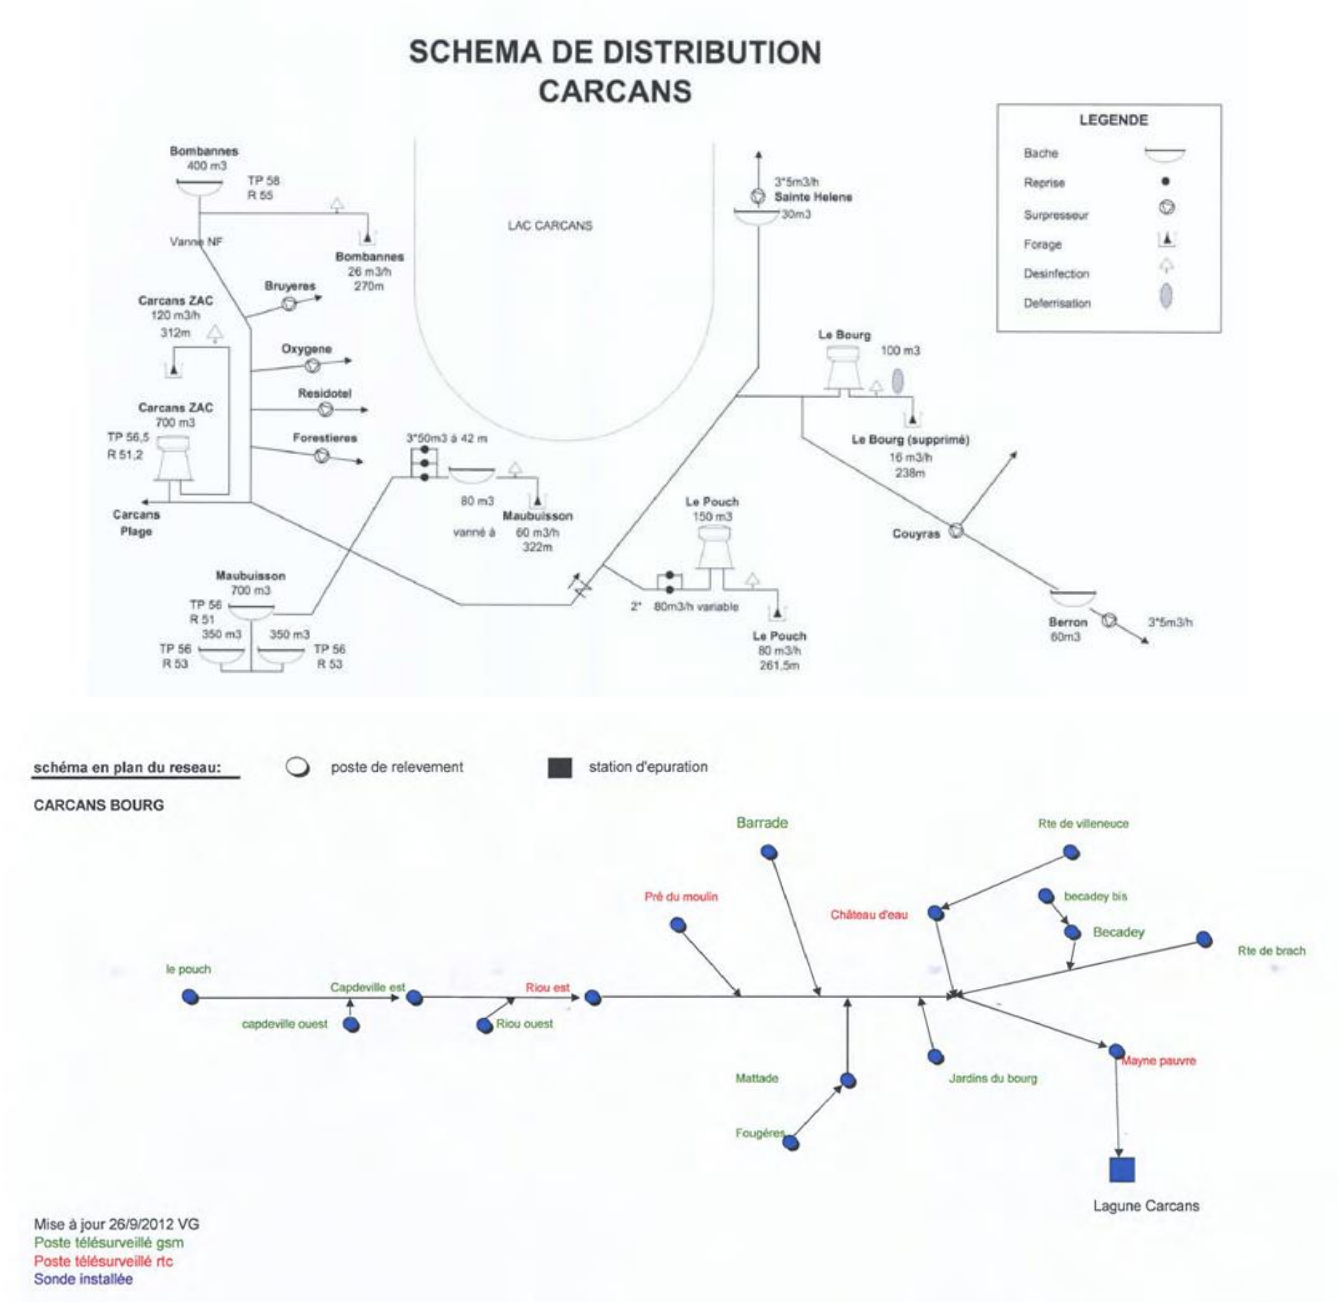 SCHEMA DE DISTRIBUTION
CARCANS
LEGENDE
Bache
Reprise
Surpresseur
Forage
Desinfection
Deferrisation
Bombannes
400 m3
TP 58
R 55
Vanne NF
Bombannes
26 m3/h
270m
Bruyeres
Carcans ZAC
120 m3/h
312m
Oxygene
Residotel
Forestieres
Carcans ZAC
700 m3
TP 56,5
R 51,2
Carcans
Plage
LAC CARCANS
3*5m3/h
Sainte Helene
30m3
Le Bourg
100 m3
Le Bourg (supprimé)
16 m3/h
238m
3*50m3 à 42 m
80 m3
vanné à
Maubuisson
60 m3/h
322m
Le Pouch
150 m3
2* 80m3/h variable
Le Pouch
80 m3/h
261,5m
Couyras
Berron
60m3
3*5m3/h
Maubuisson
700 m3
TP 56
R 51
350 m3
350 m3
TP 56
R 53
TP 56
R 53
schéma en plan du reseau:
poste de relevement
station d'epuration
CARCANS BOURG
Barrade
Rte de villeneuce
Pré du moulin
Château d'eau
becadey bis
Becadey
Rte de brach
le pouch
Capdeville est
Riou est
capdeville ouest
Riou ouest
Mattade
Jardins du bourg
Mayne pauvre
Fougéres
Lagune Carcans
Mise à jour 26/9/2012 VG
Poste télésurveillé gsm
Poste télésurveillé rtc
Sonde installée